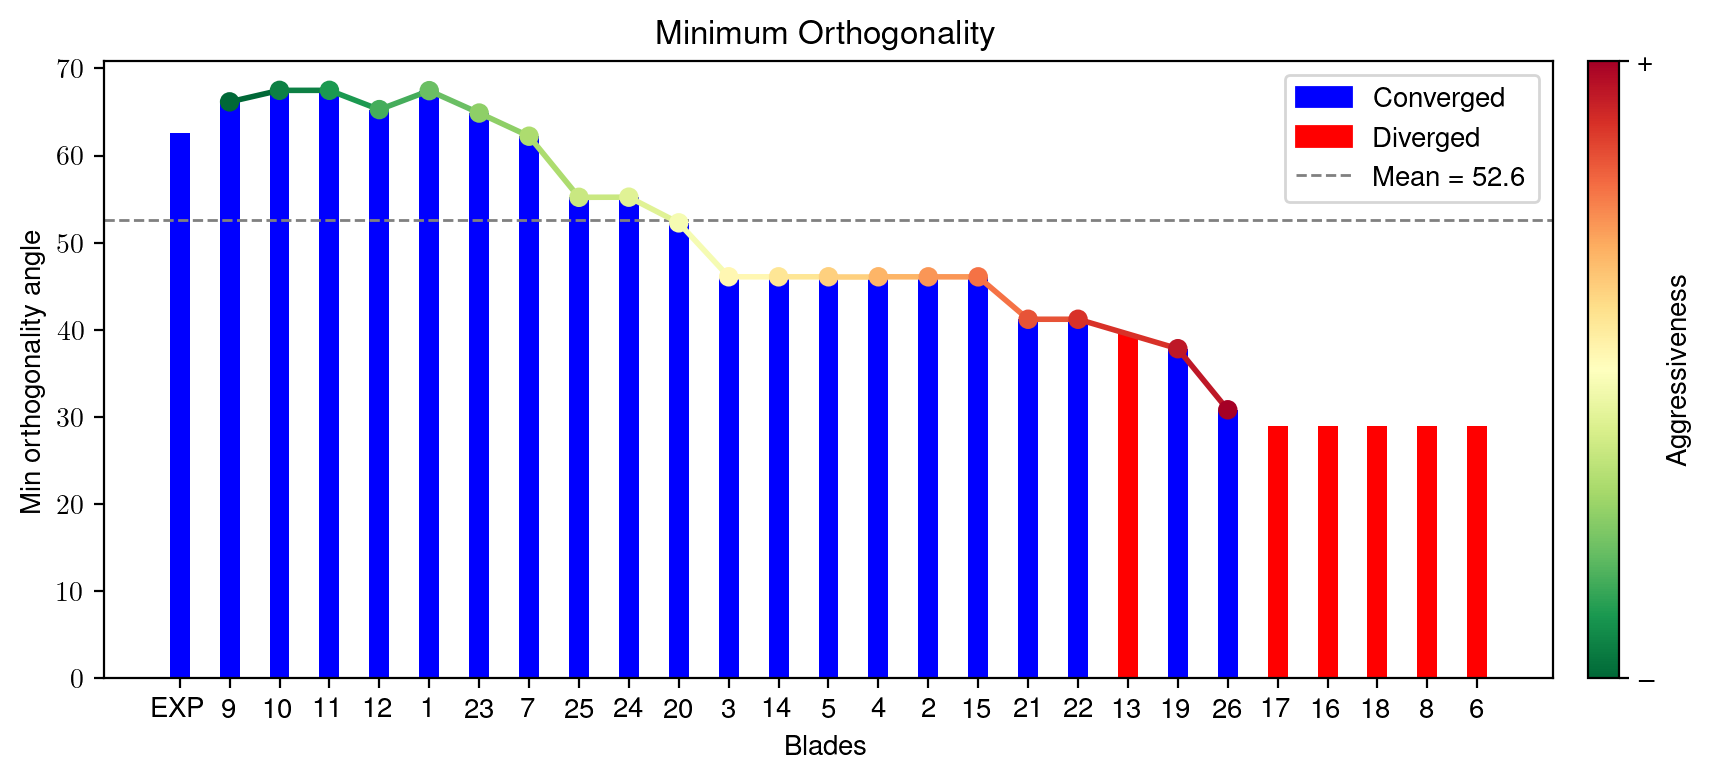 Minimum Orthogonality
70
60
50
40
30
20
10
0
Min orthogonality angle
Converged
Diverged
Mean = 52.6
EXP 9 10 11 12 1 23 7 25 24 20 3 14 5 4 2 15 21 22 13 19 26 17 16 18 8 6
Blades
+
−
Aggressiveness